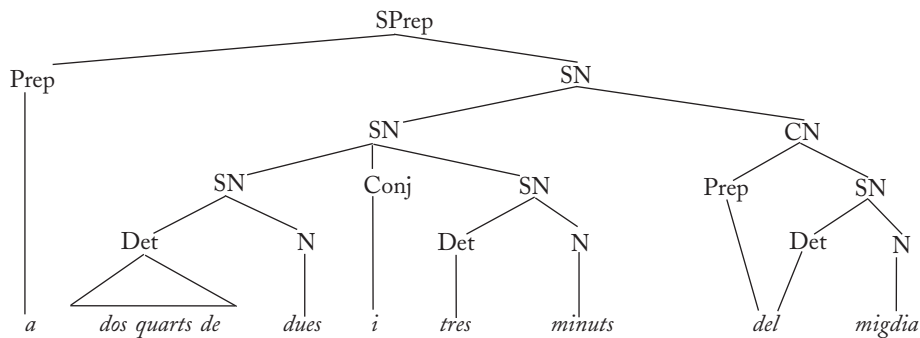 SPrep
Prep SN
SN CN
SN Conj SN Prep SN
Det N Det N Det N
a dos quarts de dues i tres minuts del migdia